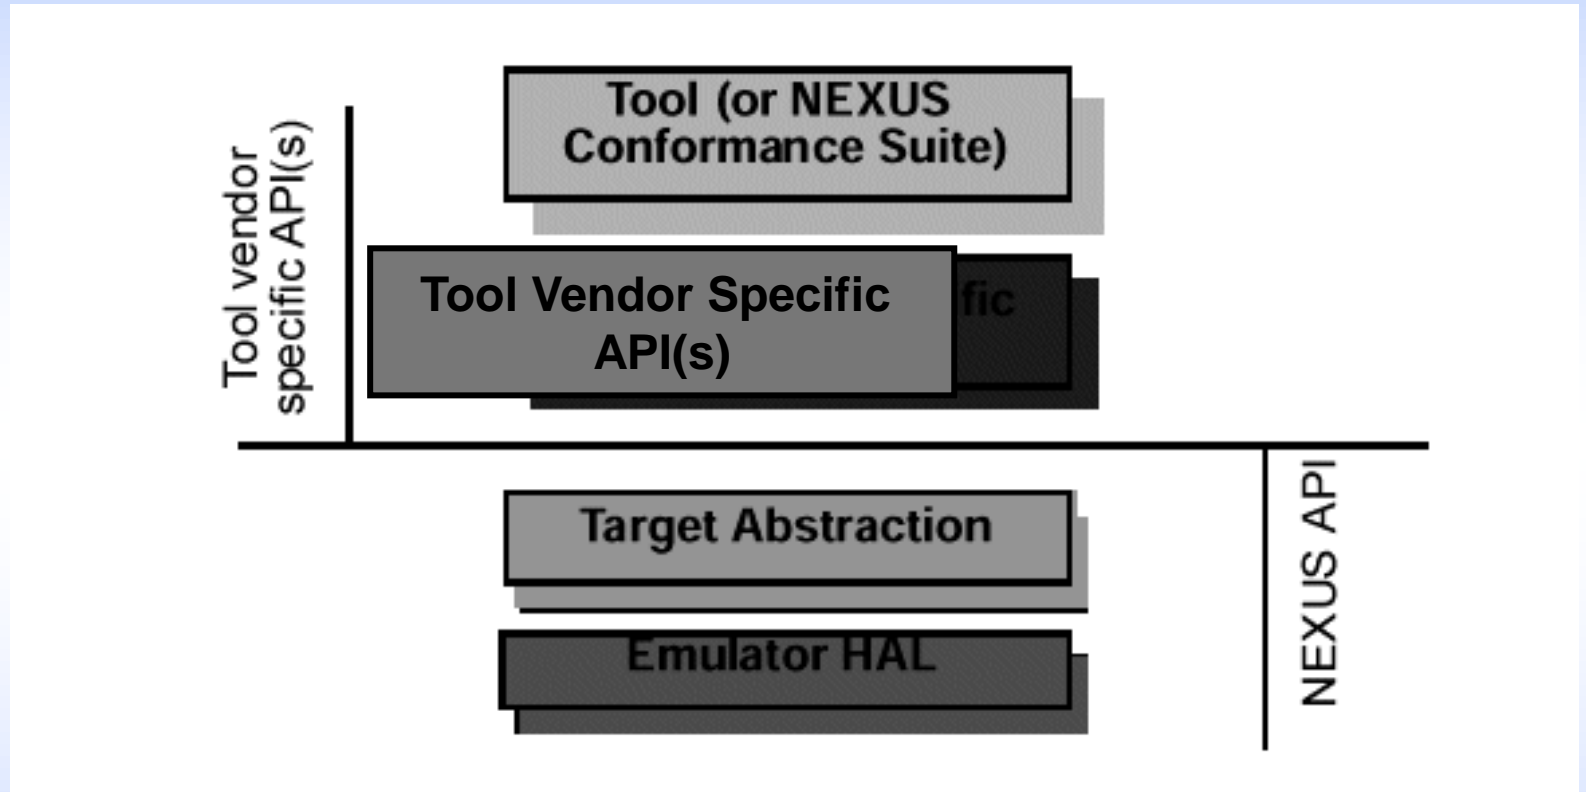 Tool vendor
specific API(s)
Tool (or NEXUS
Conformance Suite)
Tool Vendor Specific
API(s)
fic
Target Abstraction
Emulator HAL
NEXUS API